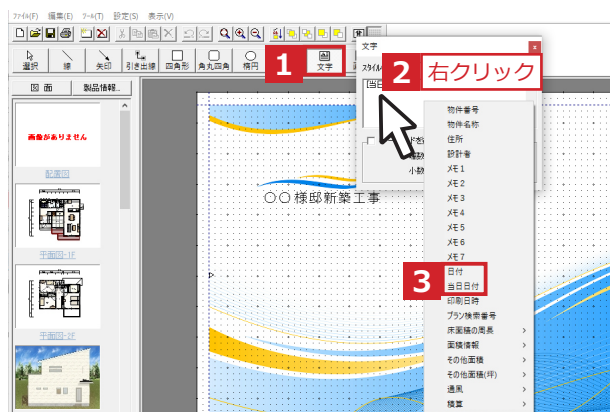 ファイル(F) 編集(E) ツール(T) 設定(S) 表示(V)
選択 線 矢印 引き出線 四角形 角丸四角 楕円 1 文字
図 面 製品情報..
文字
x
スタイル
2 右クリック
[当日
画像がありません
配置図
平面図-1F
平面図-2F
〇〇様邸新築工事
小数
物件番号
物件名称
住所
設計者
メモ1
メモ2
メモ3
メモ4
メモ5
メモ6
メモ7
3 日付
当日日付
印刷日時
プラン検索番号
床面積の周長 >
面積情報 >
その他面積 >
その他面積(坪) >
通風 >
積算 >